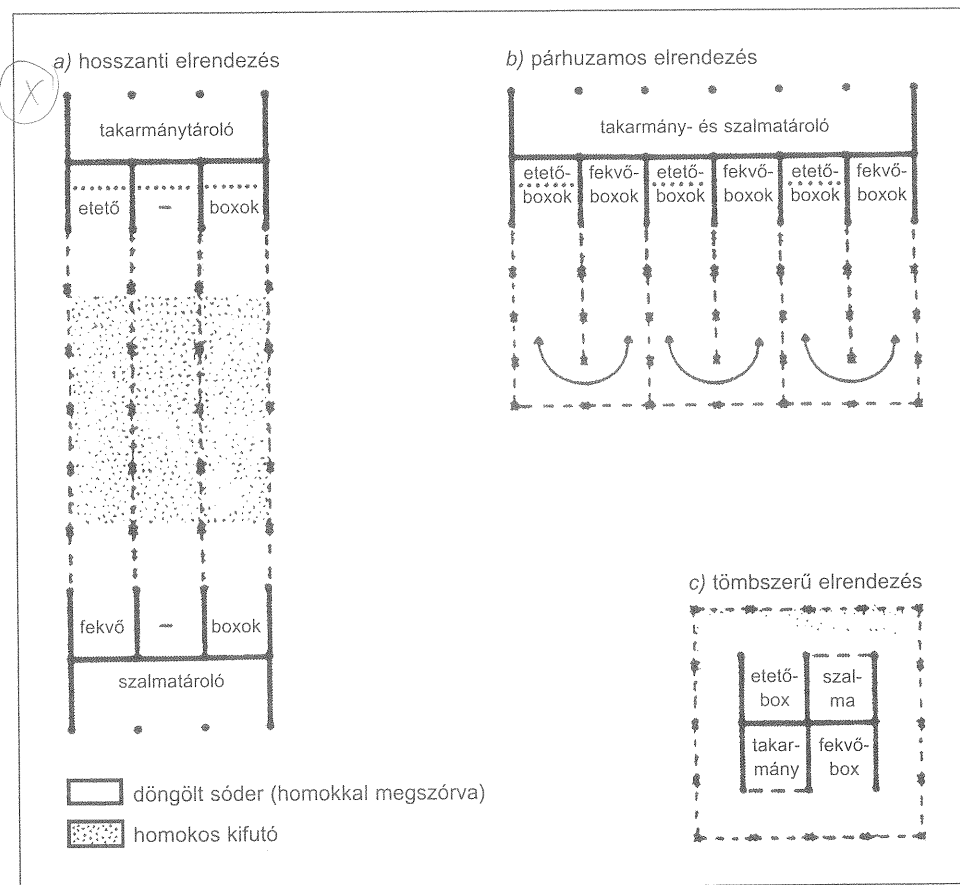 a) hosszanti elrendezés
X
takarmánytároló
etető – boxok
fekvő – boxok
szalmatároló
b) párhuzamos elrendezés
takarmány- és szalmatároló
etető- fekvő- etető- fekvő- etető- fekvő-
boxok boxok boxok boxok boxok boxok
c) tömbszerű elrendezés
etető- szal-
box ma
takar- fekvő-
mány box
döngölt sóder (homokkal megszórva)
homokos kifutó